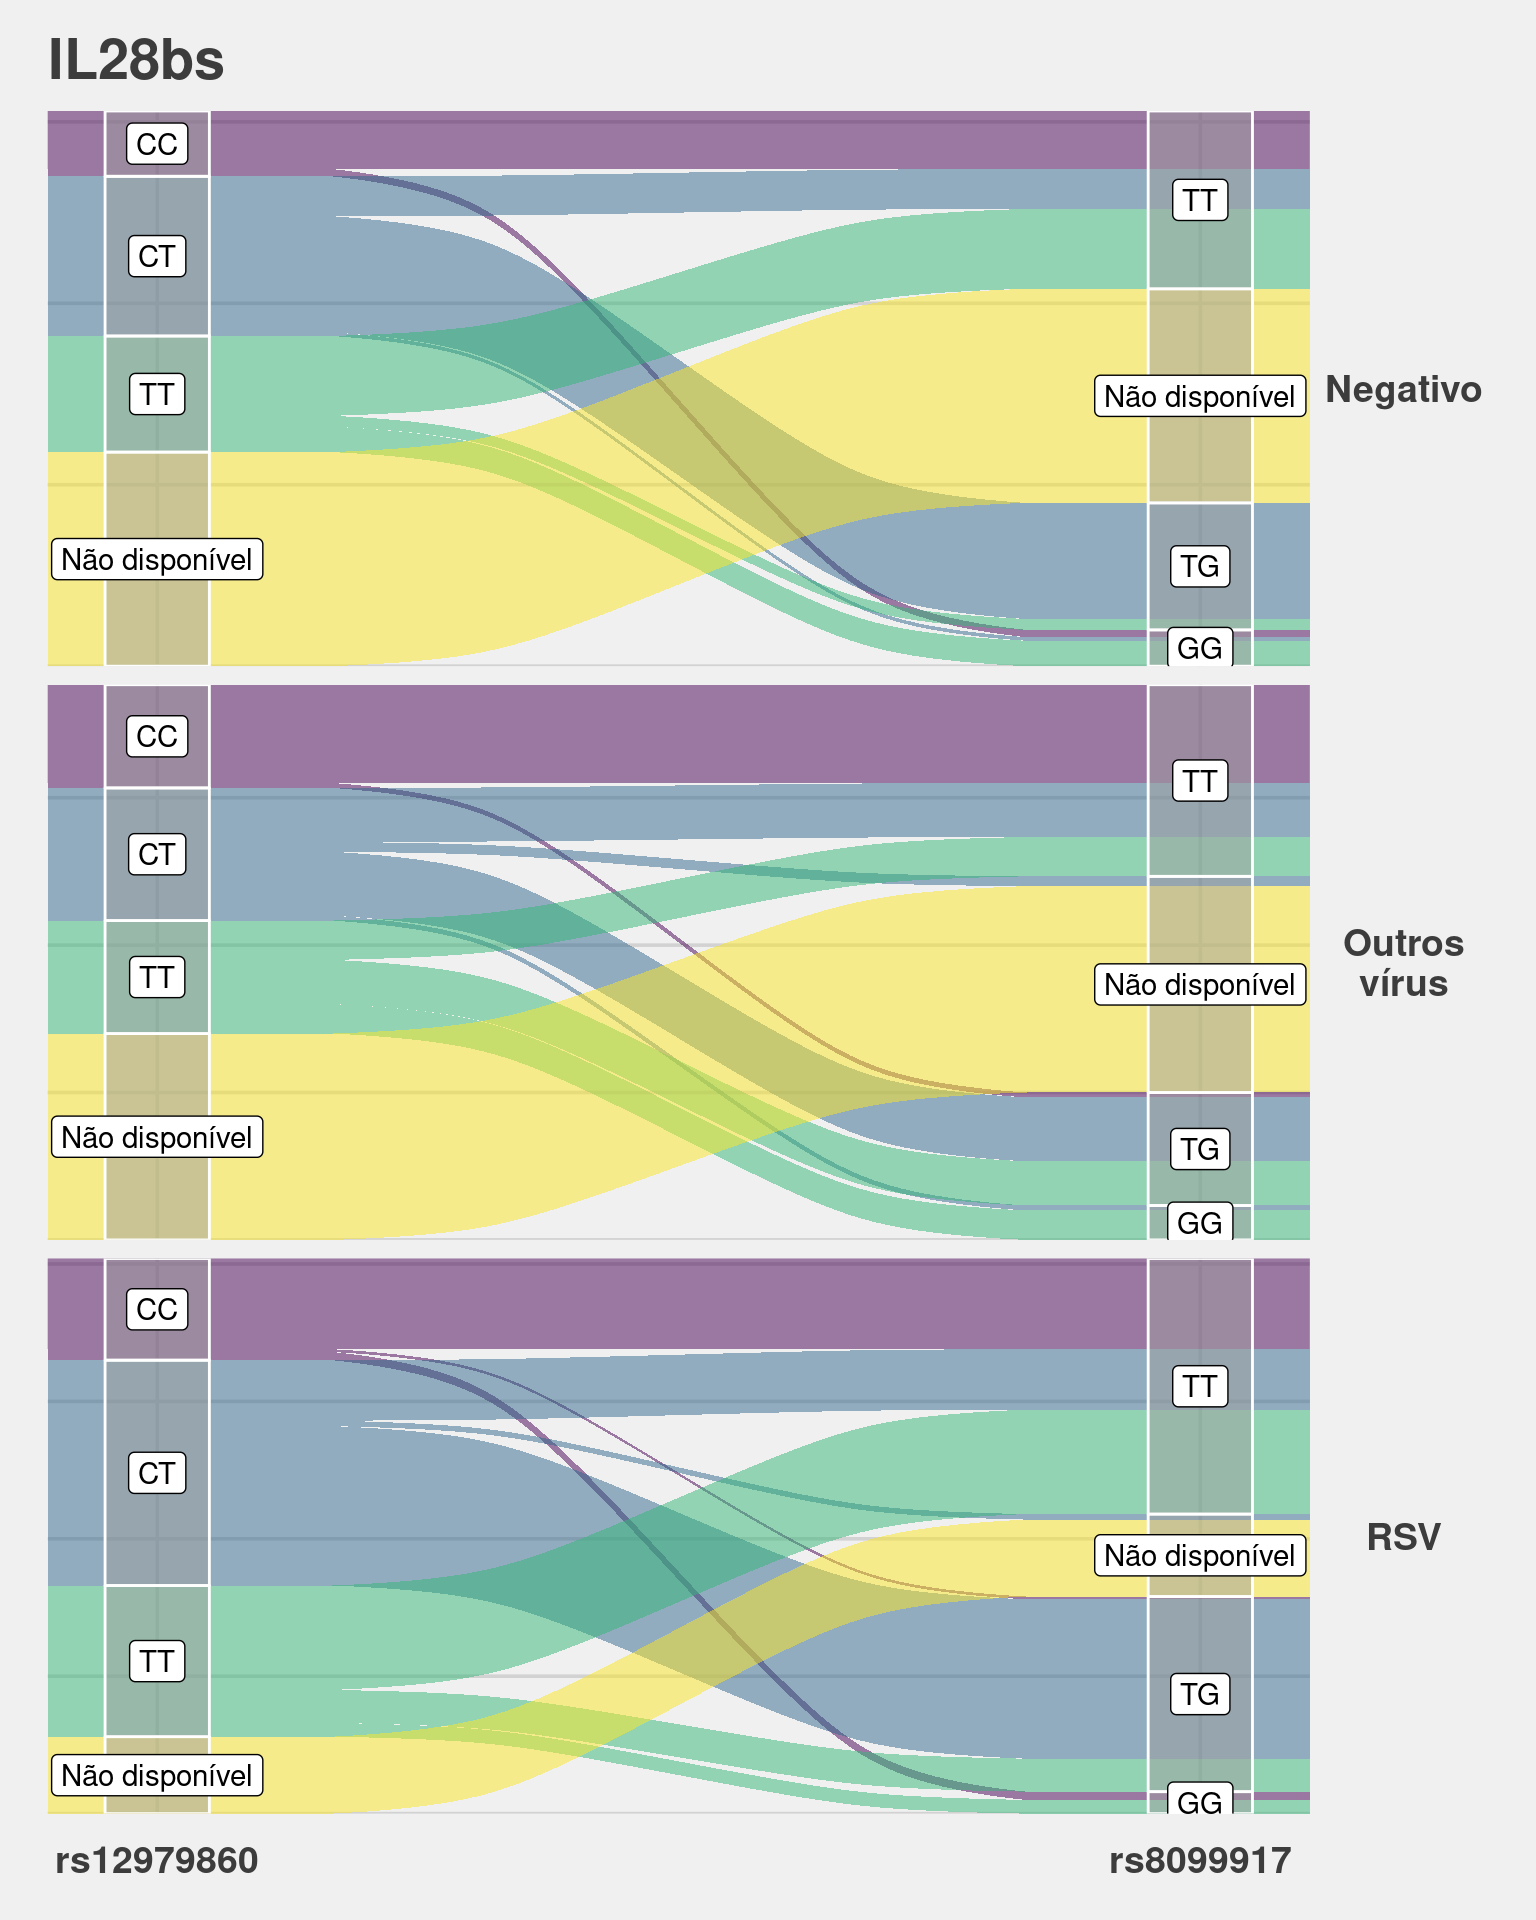 IL28bs
CC
TT
CT
Não disponível
Negativo
TT
Não disponível
TG
GG
CC
TT
CT
Outros
vírus
TT
Não disponível
Não disponível
TG
GG
CC
TT
CT
RSV
Não disponível
TT
TG
Não disponível
GG
rs12979860
rs8099917